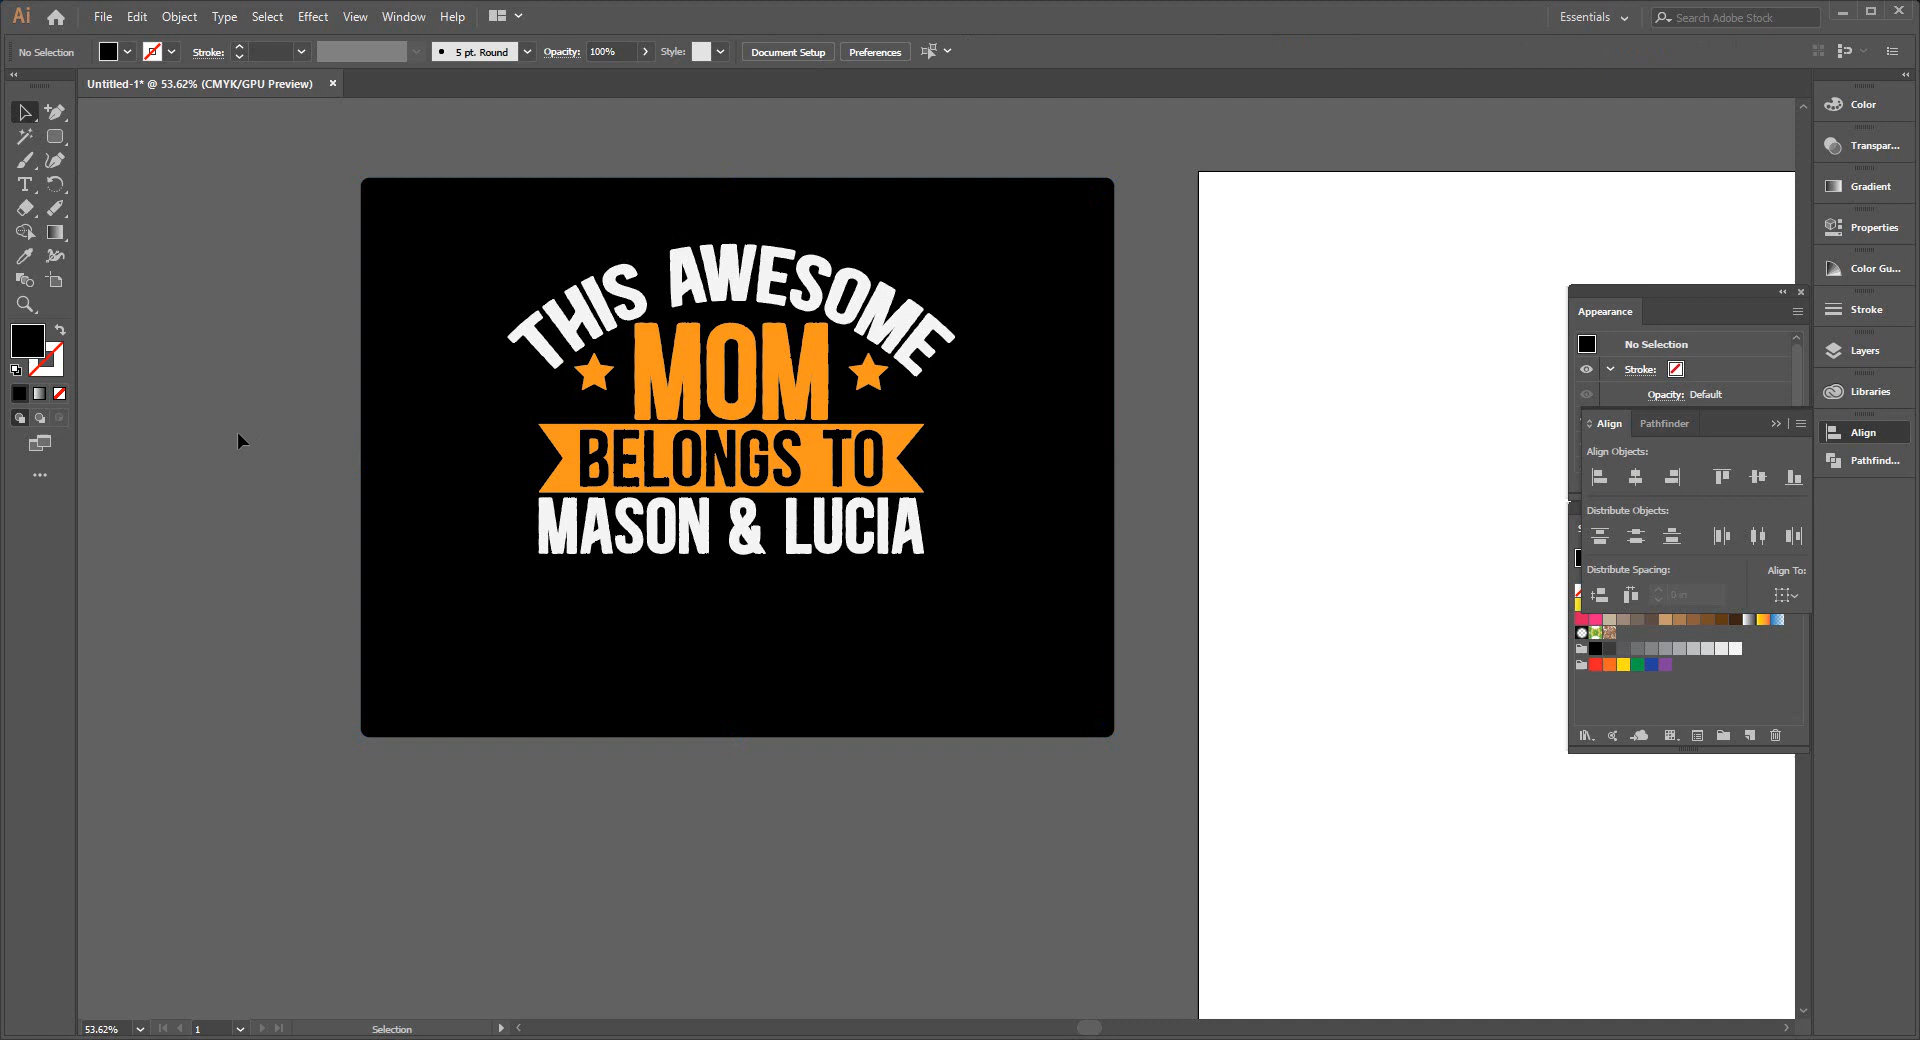 Ai File Edit Object Type Select Effect View Window Help Essentials Search Adobe Stock
No Selection Stroke: 5 pt. Round Opacity: 100% Style: Document Setup Preferences
Untitled-1* @ 53.62% (CMYK/GPU Preview)
THIS AWESOME
MOM
BELONGS TO
MASON & LUCIA
Color
Transpar...
Gradient
Properties
Color Gu...
Stroke
Layers
Libraries
Align
Pathfind...
Appearance
No Selection
Stroke:
Opacity: Default
Align Pathfinder
Align Objects:
Distribute Objects:
Distribute Spacing: Align To:
0 in
53.62% 1 Selection